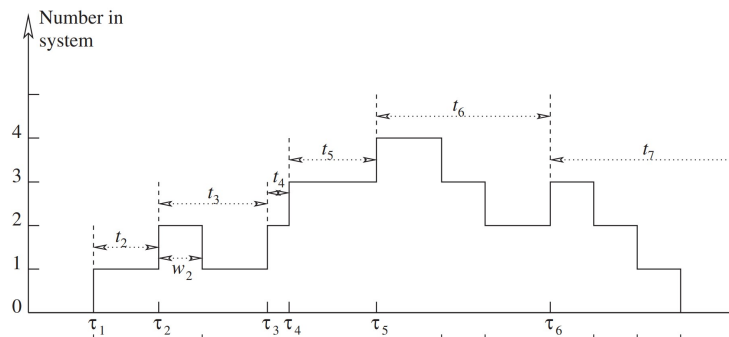 Number in
system
t₆
4
t₅
t₇
3
t₄
t₃
2
t₂
w₂
1
0
τ₁ τ₂ τ₃ τ₄ τ₅ τ₆